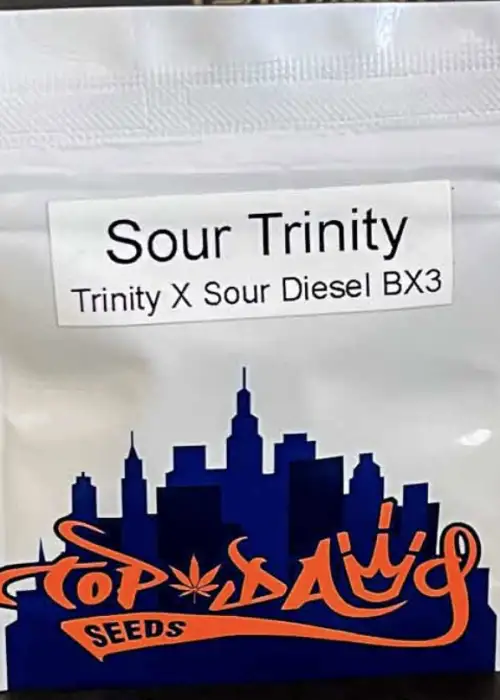 Sour Trinity
Trinity X Sour Diesel BX3
TOP DAWG
SEEDS